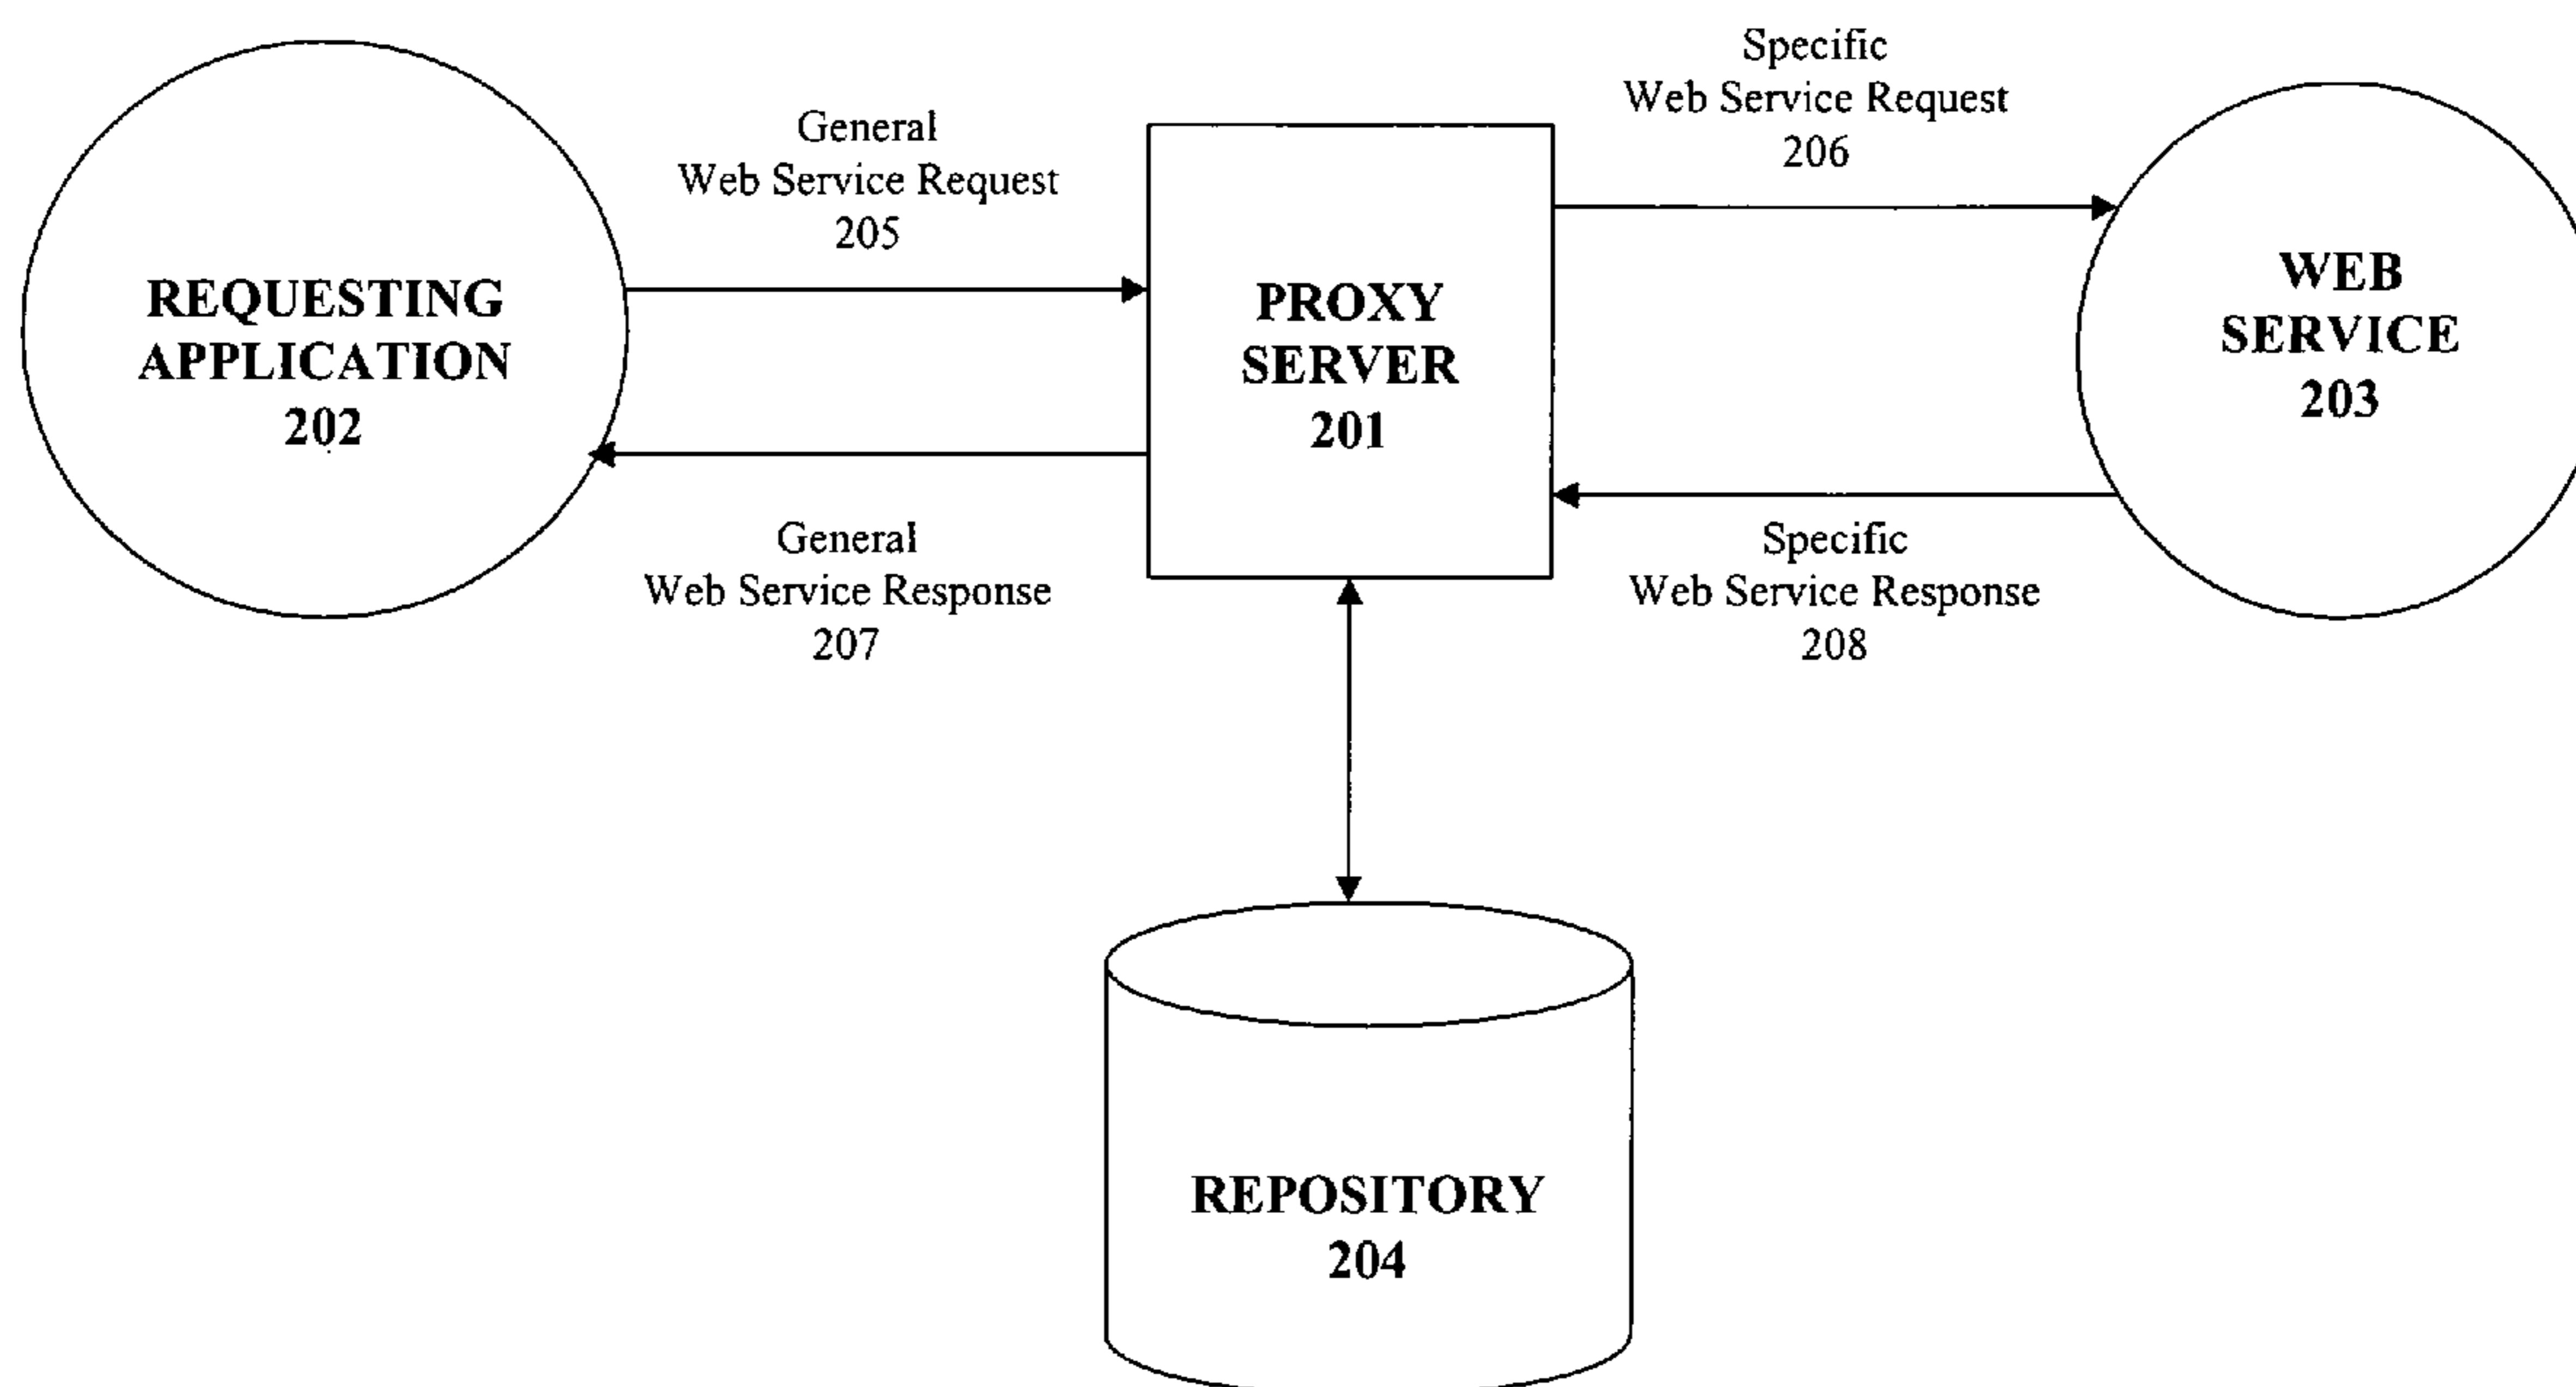 General
Web Service Request
205
Specific
Web Service Request
206
REQUESTING
APPLICATION
202
PROXY
SERVER
201
WEB
SERVICE
203
General
Web Service Response
207
Specific
Web Service Response
208
REPOSITORY
204